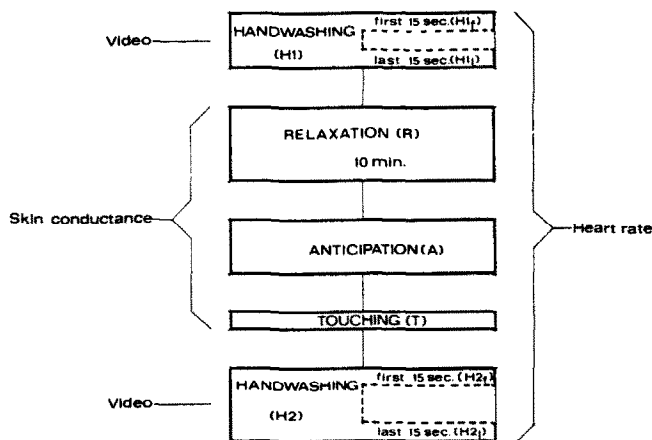 Video
HANDWASHING
(H1)
first 15 sec.(H1f)
last 15 sec.(H1l)
RELAXATION (R)
10 min.
Skin conductance
Heart rate
ANTICIPATION (A)
TOUCHING (T)
HANDWASHING
(H2)
first 15 sec.(H2f)
last 15 sec.(H2l)
Video